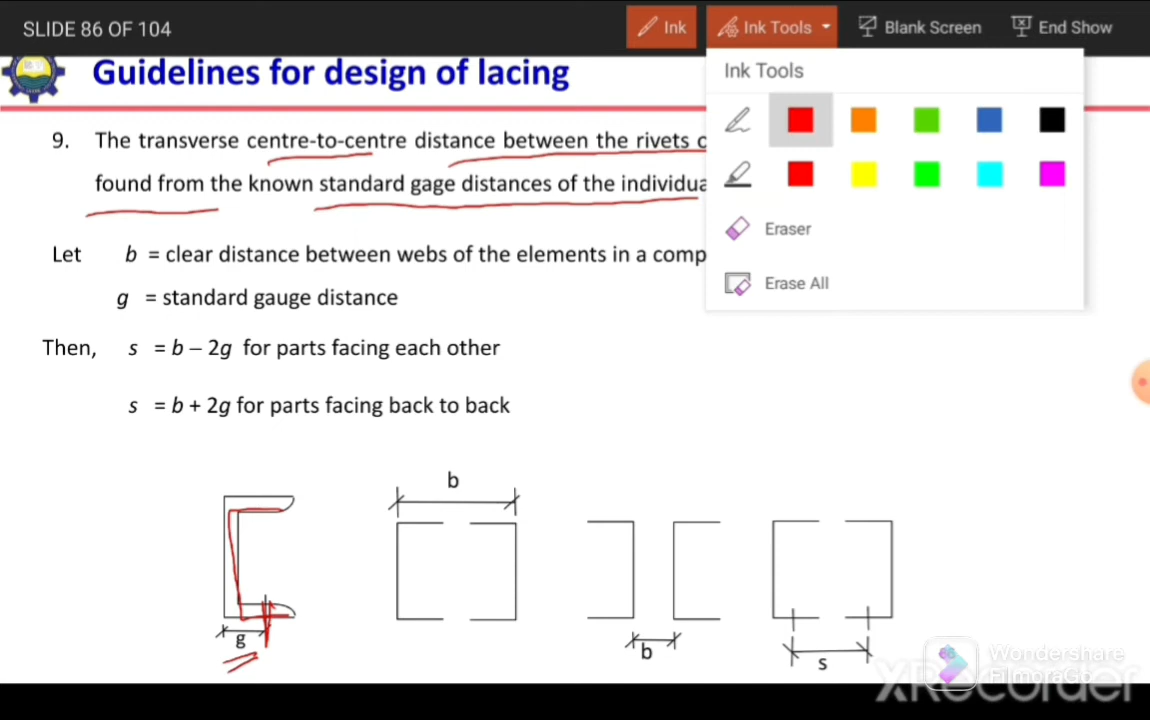 SLIDE 86 OF 104
Ink
Ink Tools
Blank Screen
End Show
Guidelines for design of lacing
Ink Tools
9. The transverse centre-to-centre distance between the rivets
found from the known standard gage distances of the individua
Eraser
Let b = clear distance between webs of the elements in a comp
Erase All
g = standard gauge distance
Then, s = b – 2g for parts facing each other
s = b + 2g for parts facing back to back
b
g
b
s
Wondershare
FilmoraGo
XRecorder